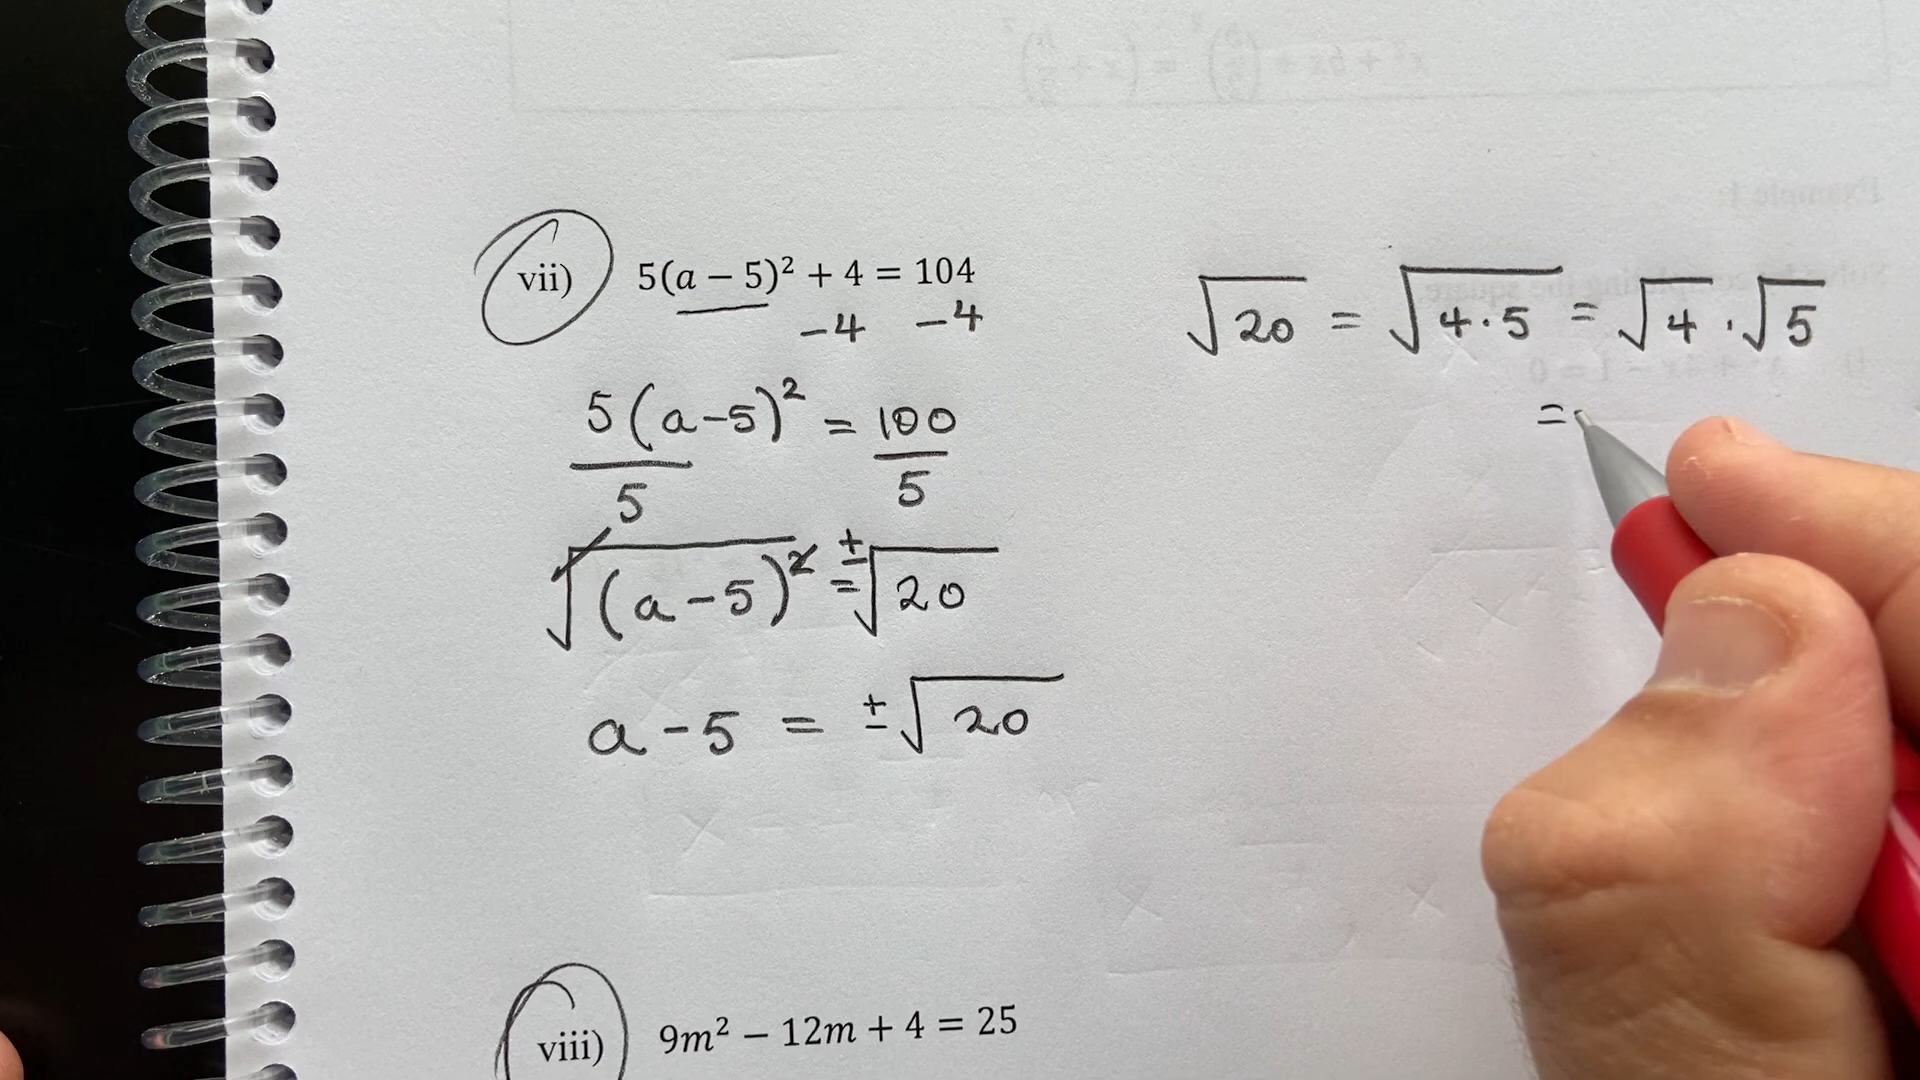 vii) 5(a − 5)² + 4 = 104
−4 −4
5(a−5)² = 100
5 5
√(a−5)² = ±√20
a − 5 = ±√20
√20 = √4·5 = √4 · √5
=
viii) 9m² − 12m + 4 = 25